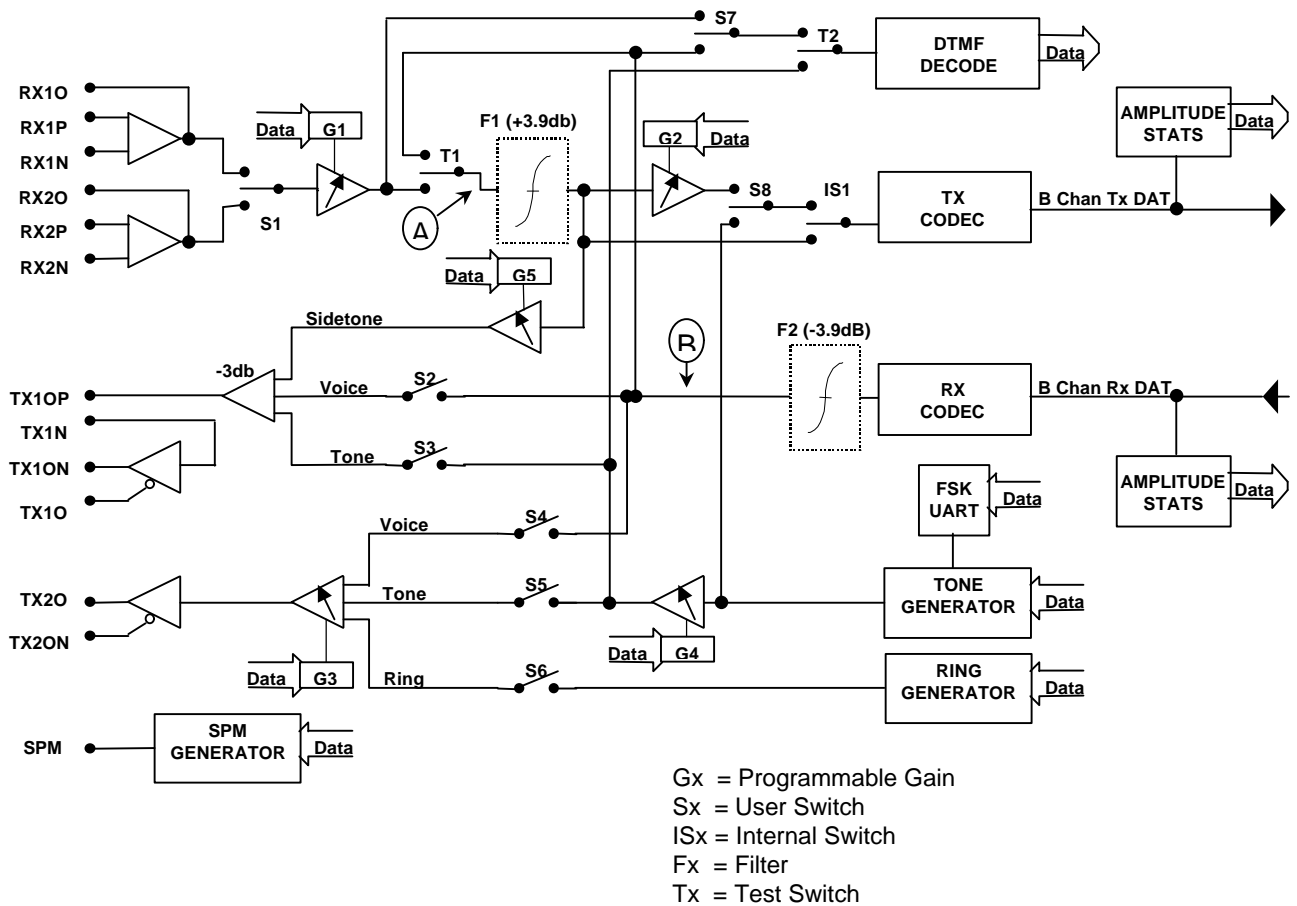 S7
T2
DTMF
DECODE
Data
RX1O
RX1P
RX1N
RX2O
RX2P
RX2N
Data
G1
S1
T1
F1 (+3.9db)
G2
Data
S8
IS1
AMPLITUDE
STATS
Data
TX
CODEC
B Chan Tx DAT
A
Data
G5
Sidetone
B
F2 (-3.9dB)
-3db
Voice
S2
RX
CODEC
B Chan Rx DAT
TX1OP
TX1N
TX1ON
TX1O
Tone
S3
FSK
UART
Data
AMPLITUDE
STATS
Data
Voice
S4
TX2O
TX2ON
Tone
S5
TONE
GENERATOR
Data
Data
G3
Data
G4
Ring
S6
RING
GENERATOR
Data
SPM
SPM
GENERATOR
Data
Gx = Programmable Gain
Sx = User Switch
ISx = Internal Switch
Fx = Filter
Tx = Test Switch